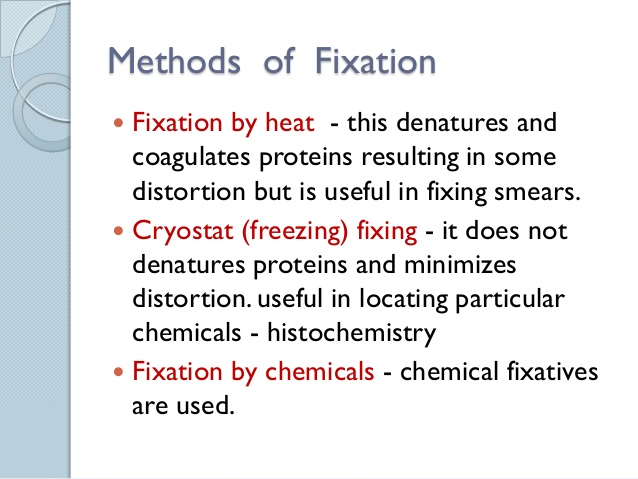 Methods of Fixation
• Fixation by heat - this denatures and
coagulates proteins resulting in some
distortion but is useful in fixing smears.
• Cryostat (freezing) fixing - it does not
denatures proteins and minimizes
distortion. useful in locating particular
chemicals - histochemistry
• Fixation by chemicals - chemical fixatives
are used.